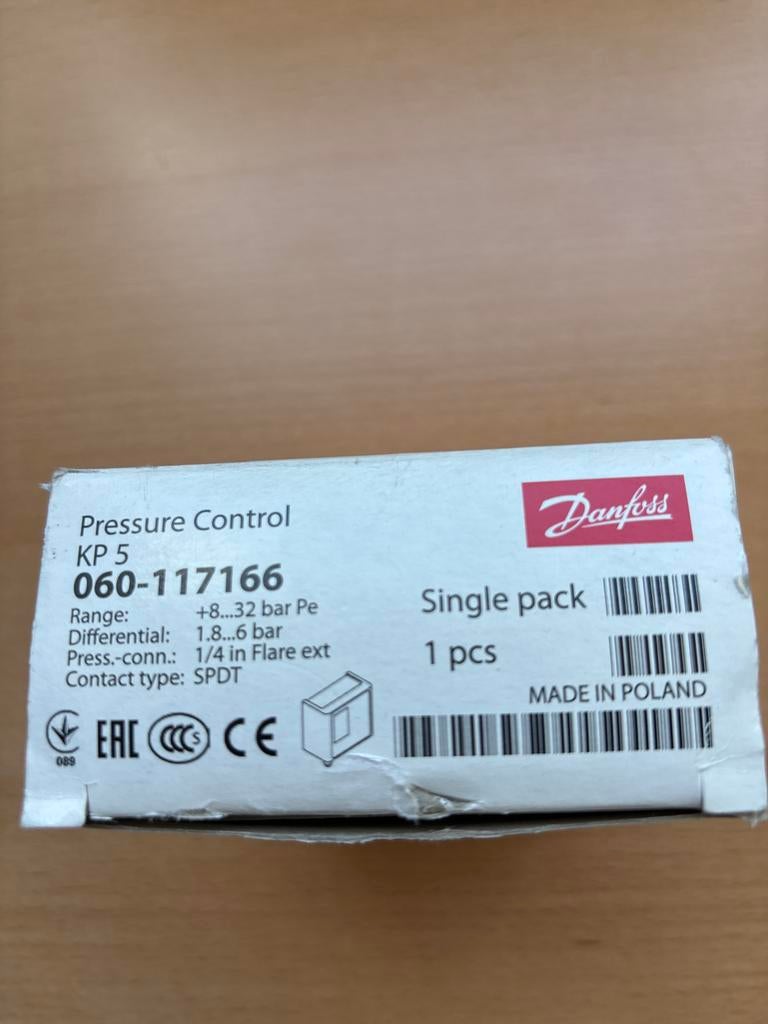 Danfoss
Pressure Control
KP 5
060-117166
Range: +8...32 bar Pe
Differential: 1.8...6 bar
Press.-conn.: 1/4 in Flare ext
Contact type: SPDT
Single pack
1 pcs
MADE IN POLAND
089
EAC
CCC S
CE